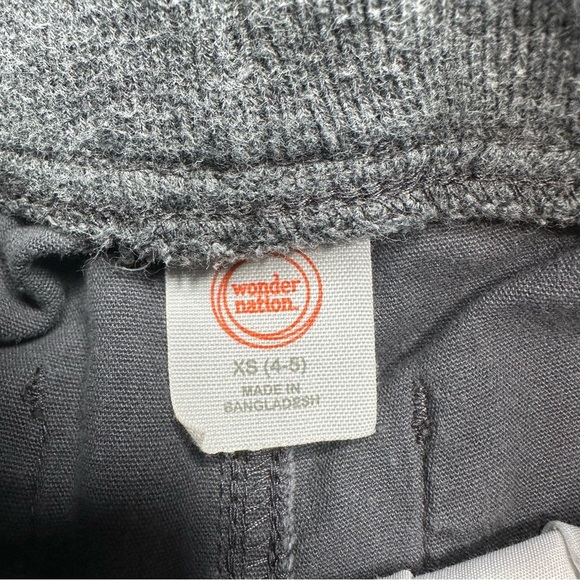 wonder
nation.
XS (4-5)
MADE IN
BANGLADESH